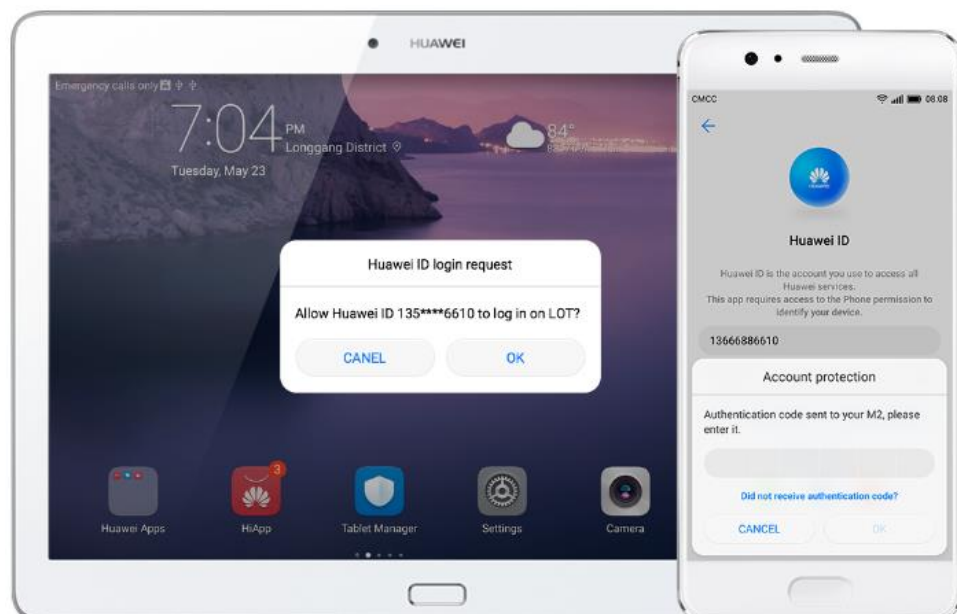 HUAWEI
Emergency calls only
7:04 PM
Longgang District
Tuesday, May 23
84°
Huawei ID login request
Allow Huawei ID 135****6610 to log in on LOT?
CANEL
OK
Huawei Apps
3
HiApp
Tablet Manager
Settings
Camera
CMCC
08:08
HUAWEI
Huawei ID
Huawei ID is the account you use to access all
Huawei services.
This app requires access to the Phone permission to
identify your device.
13666886610
Account protection
Authentication code sent to your M2, please
enter it.
Did not receive authentication code?
CANCEL
OK